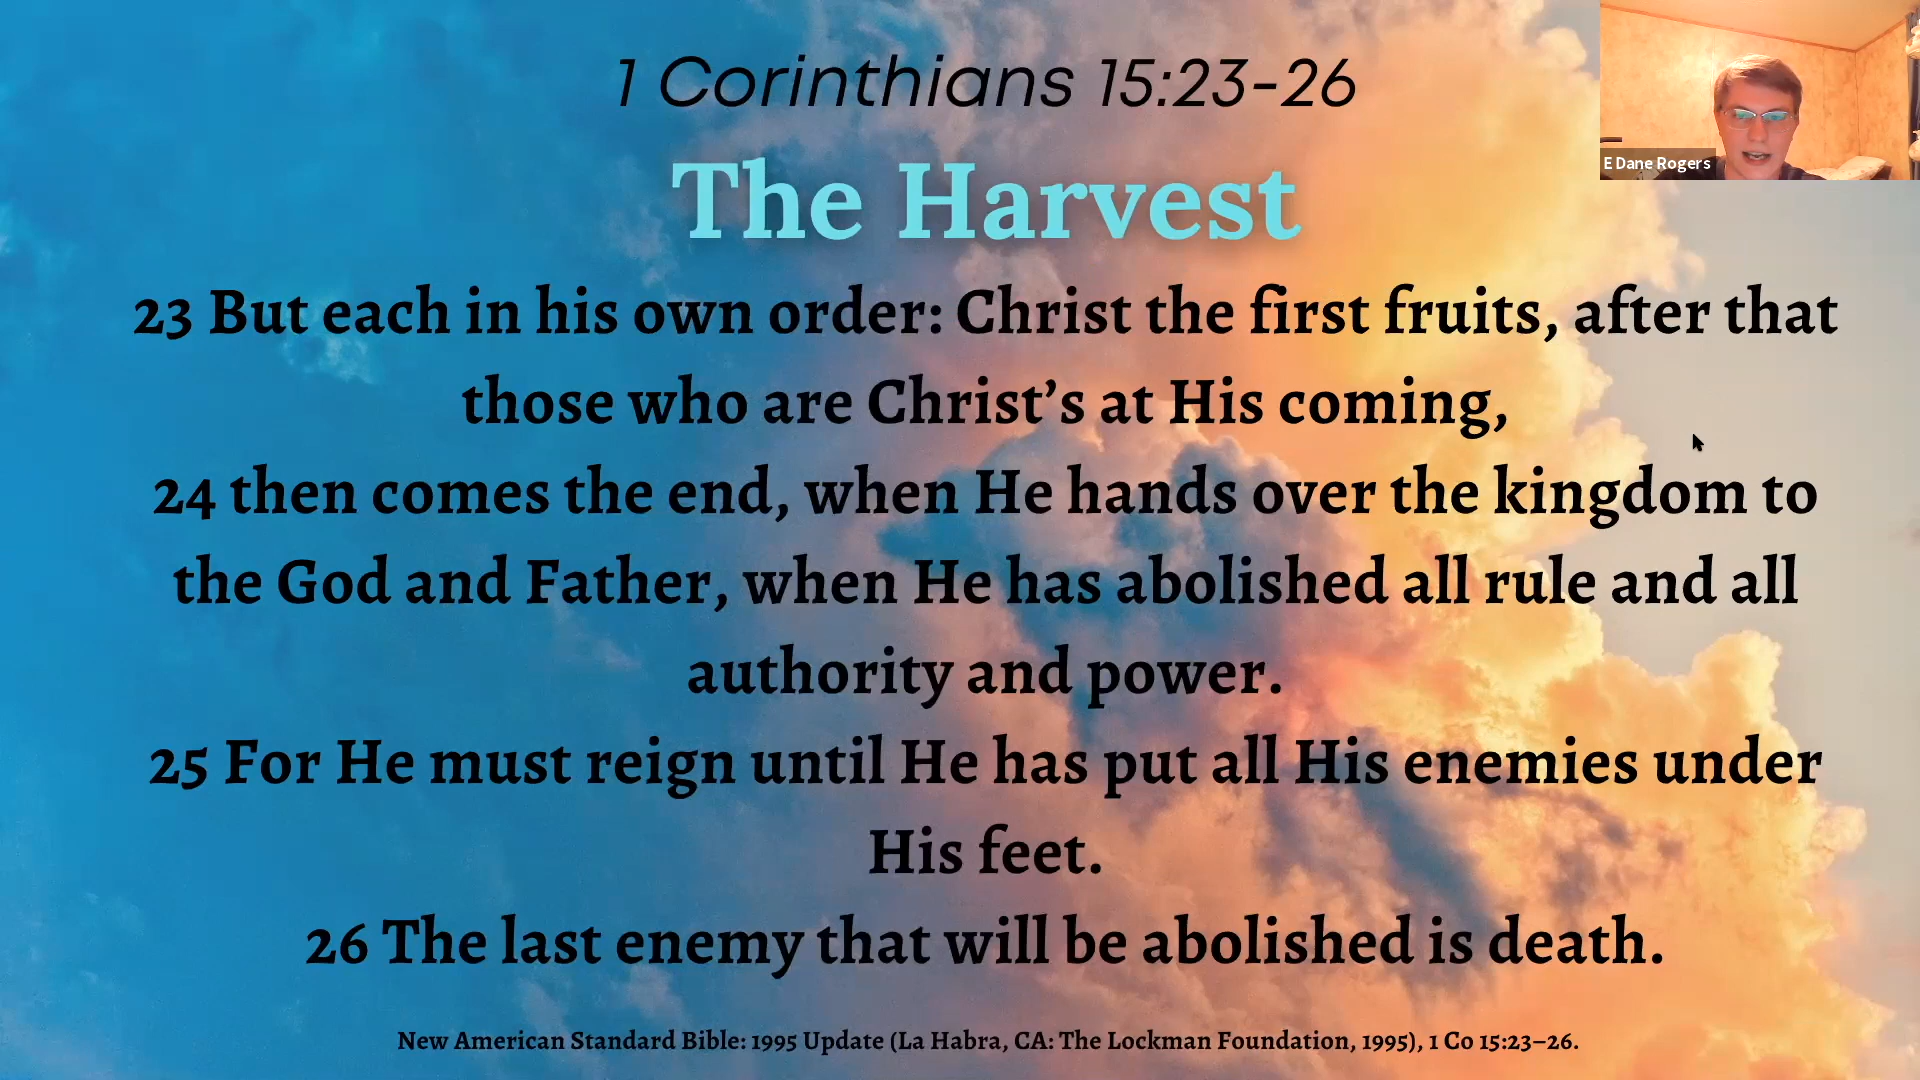 1 Corinthians 15:23-26
E Dane Rogers
The Harvest
23 But each in his own order: Christ the first fruits, after that
those who are Christ’s at His coming,
24 then comes the end, when He hands over the kingdom to
the God and Father, when He has abolished all rule and all
authority and power.
25 For He must reign until He has put all His enemies under
His feet.
26 The last enemy that will be abolished is death.
New American Standard Bible: 1995 Update (La Habra, CA: The Lockman Foundation, 1995), 1 Co 15:23–26.